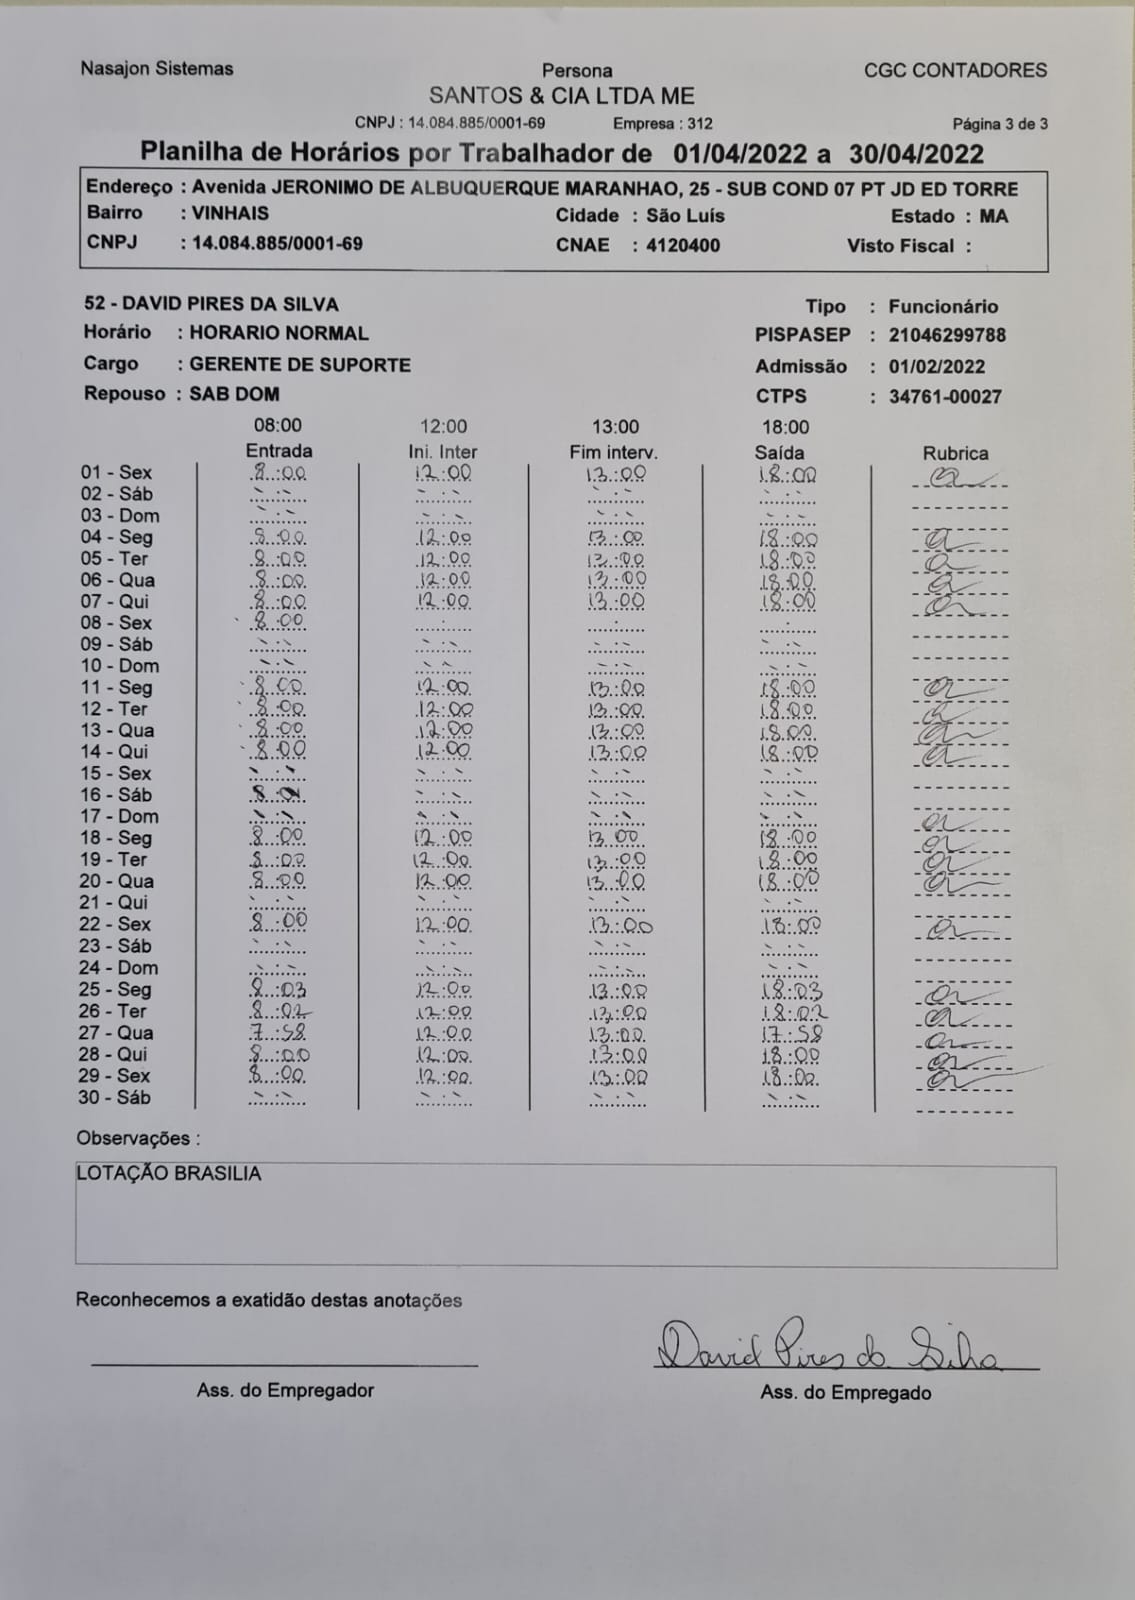 Nasajon Sistemas Persona CGC CONTADORES
SANTOS & CIA LTDA ME
CNPJ : 14.084.885/0001-69 Empresa : 312 Página 3 de 3
Planilha de Horários por Trabalhador de 01/04/2022 a 30/04/2022
Endereço : Avenida JERONIMO DE ALBUQUERQUE MARANHAO, 25 - SUB COND 07 PT JD ED TORRE
Bairro : VINHAIS Cidade : São Luís Estado : MA
CNPJ : 14.084.885/0001-69 CNAE : 4120400 Visto Fiscal :
52 - DAVID PIRES DA SILVA Tipo : Funcionário
Horário : HORARIO NORMAL PISPASEP : 21046299788
Cargo : GERENTE DE SUPORTE Admissão : 01/02/2022
Repouso : SAB DOM CTPS : 34761-00027
08:00 12:00 13:00 18:00
Entrada Ini. Inter Fim interv. Saída Rubrica
01 - Sex 8:00 12:00 13:00 18:00
02 - Sáb
03 - Dom
04 - Seg 8:00 12:00 13:00 18:00
05 - Ter 8:00 12:00 13:00 18:00
06 - Qua 8:00 12:00 13:00 18:00
07 - Qui 8:00 12:00 13:00 18:00
08 - Sex 8:00
09 - Sáb
10 - Dom
11 - Seg 8:00 12:00 13:00 18:00
12 - Ter 8:00 12:00 13:00 18:00
13 - Qua 8:00 12:00 13:00 18:00
14 - Qui 8:00 12:00 13:00 18:00
15 - Sex
16 - Sáb
17 - Dom
18 - Seg 8:00 12:00 13:00 18:00
19 - Ter 8:00 12:00 13:00 18:00
20 - Qua 8:00 12:00 13:00 18:00
21 - Qui
22 - Sex 8:00 12:00 13:00 18:00
23 - Sáb
24 - Dom
25 - Seg 8:03 12:00 13:00 18:03
26 - Ter 8:02 12:00 13:00 18:02
27 - Qua 7:58 12:00 13:00 17:58
28 - Qui 8:00 12:00 13:00 18:00
29 - Sex 8:00 12:00 13:00 18:00
30 - Sáb
Observações :
LOTAÇÃO BRASILIA
Reconhecemos a exatidão destas anotações
David Pires da Silva
Ass. do Empregador Ass. do Empregado